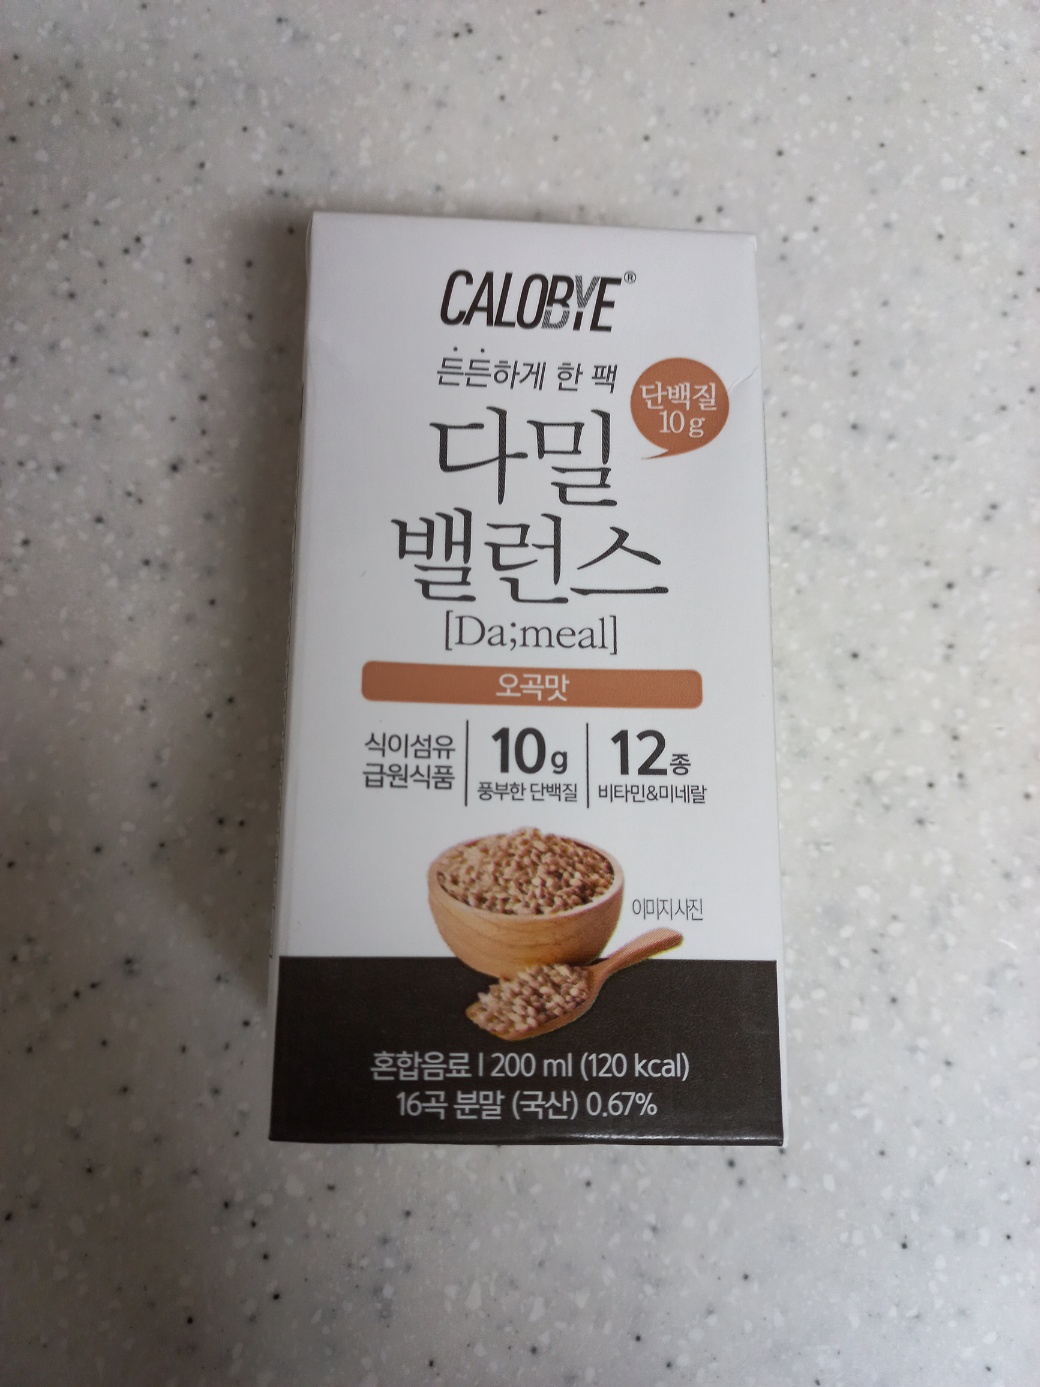 CALOBYE®
든든하게 한 팩
단백질
10g
다밀
밸런스
[Da;meal]
오곡맛
식이섬유
급원식품
10g
풍부한 단백질
12종
비타민&미네랄
이미지사진
혼합음료 | 200 ml (120 kcal)
16곡 분말 (국산) 0.67%